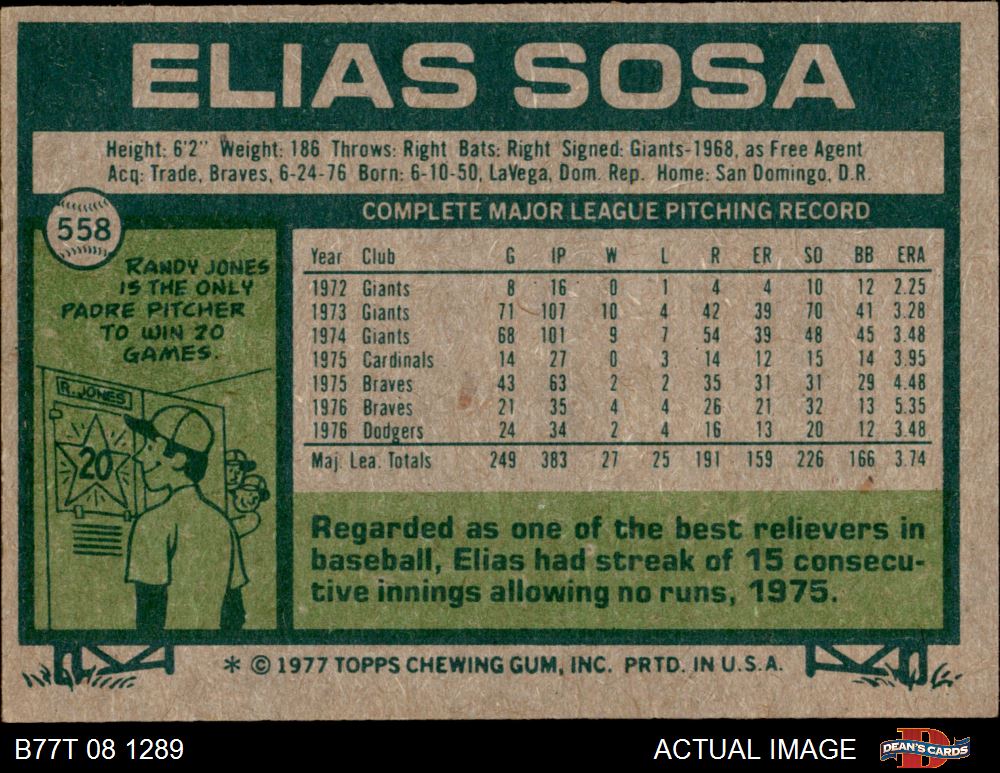 ELIAS SOSA
Height: 6'2" Weight: 186 Throws: Right Bats: Right Signed: Giants-1968, as Free Agent
Acq: Trade, Braves, 6-24-76 Born: 6-10-50, LaVega, Dom. Rep. Home: San Domingo, D.R.
558
RANDY JONES
IS THE ONLY
PADRE PITCHER
TO WIN 20
GAMES.
R. JONES
20
COMPLETE MAJOR LEAGUE PITCHING RECORD
Year Club G IP W L R ER SO BB ERA
1972 Giants 8 16 0 1 4 4 10 12 2.25
1973 Giants 71 107 10 4 42 39 70 41 3.28
1974 Giants 68 101 9 7 54 39 48 45 3.48
1975 Cardinals 14 27 0 3 14 12 15 14 3.95
1975 Braves 43 63 2 2 35 31 31 29 4.48
1976 Braves 21 35 4 4 26 21 32 13 5.35
1976 Dodgers 24 34 2 4 16 13 20 12 3.48
Maj. Lea. Totals 249 383 27 25 191 159 226 166 3.74
Regarded as one of the best relievers in
baseball, Elias had streak of 15 consecu-
tive innings allowing no runs, 1975.
* © 1977 TOPPS CHEWING GUM, INC. PRTD. IN U.S.A.
B77T 08 1289
ACTUAL IMAGE
DEAN'S CARDS